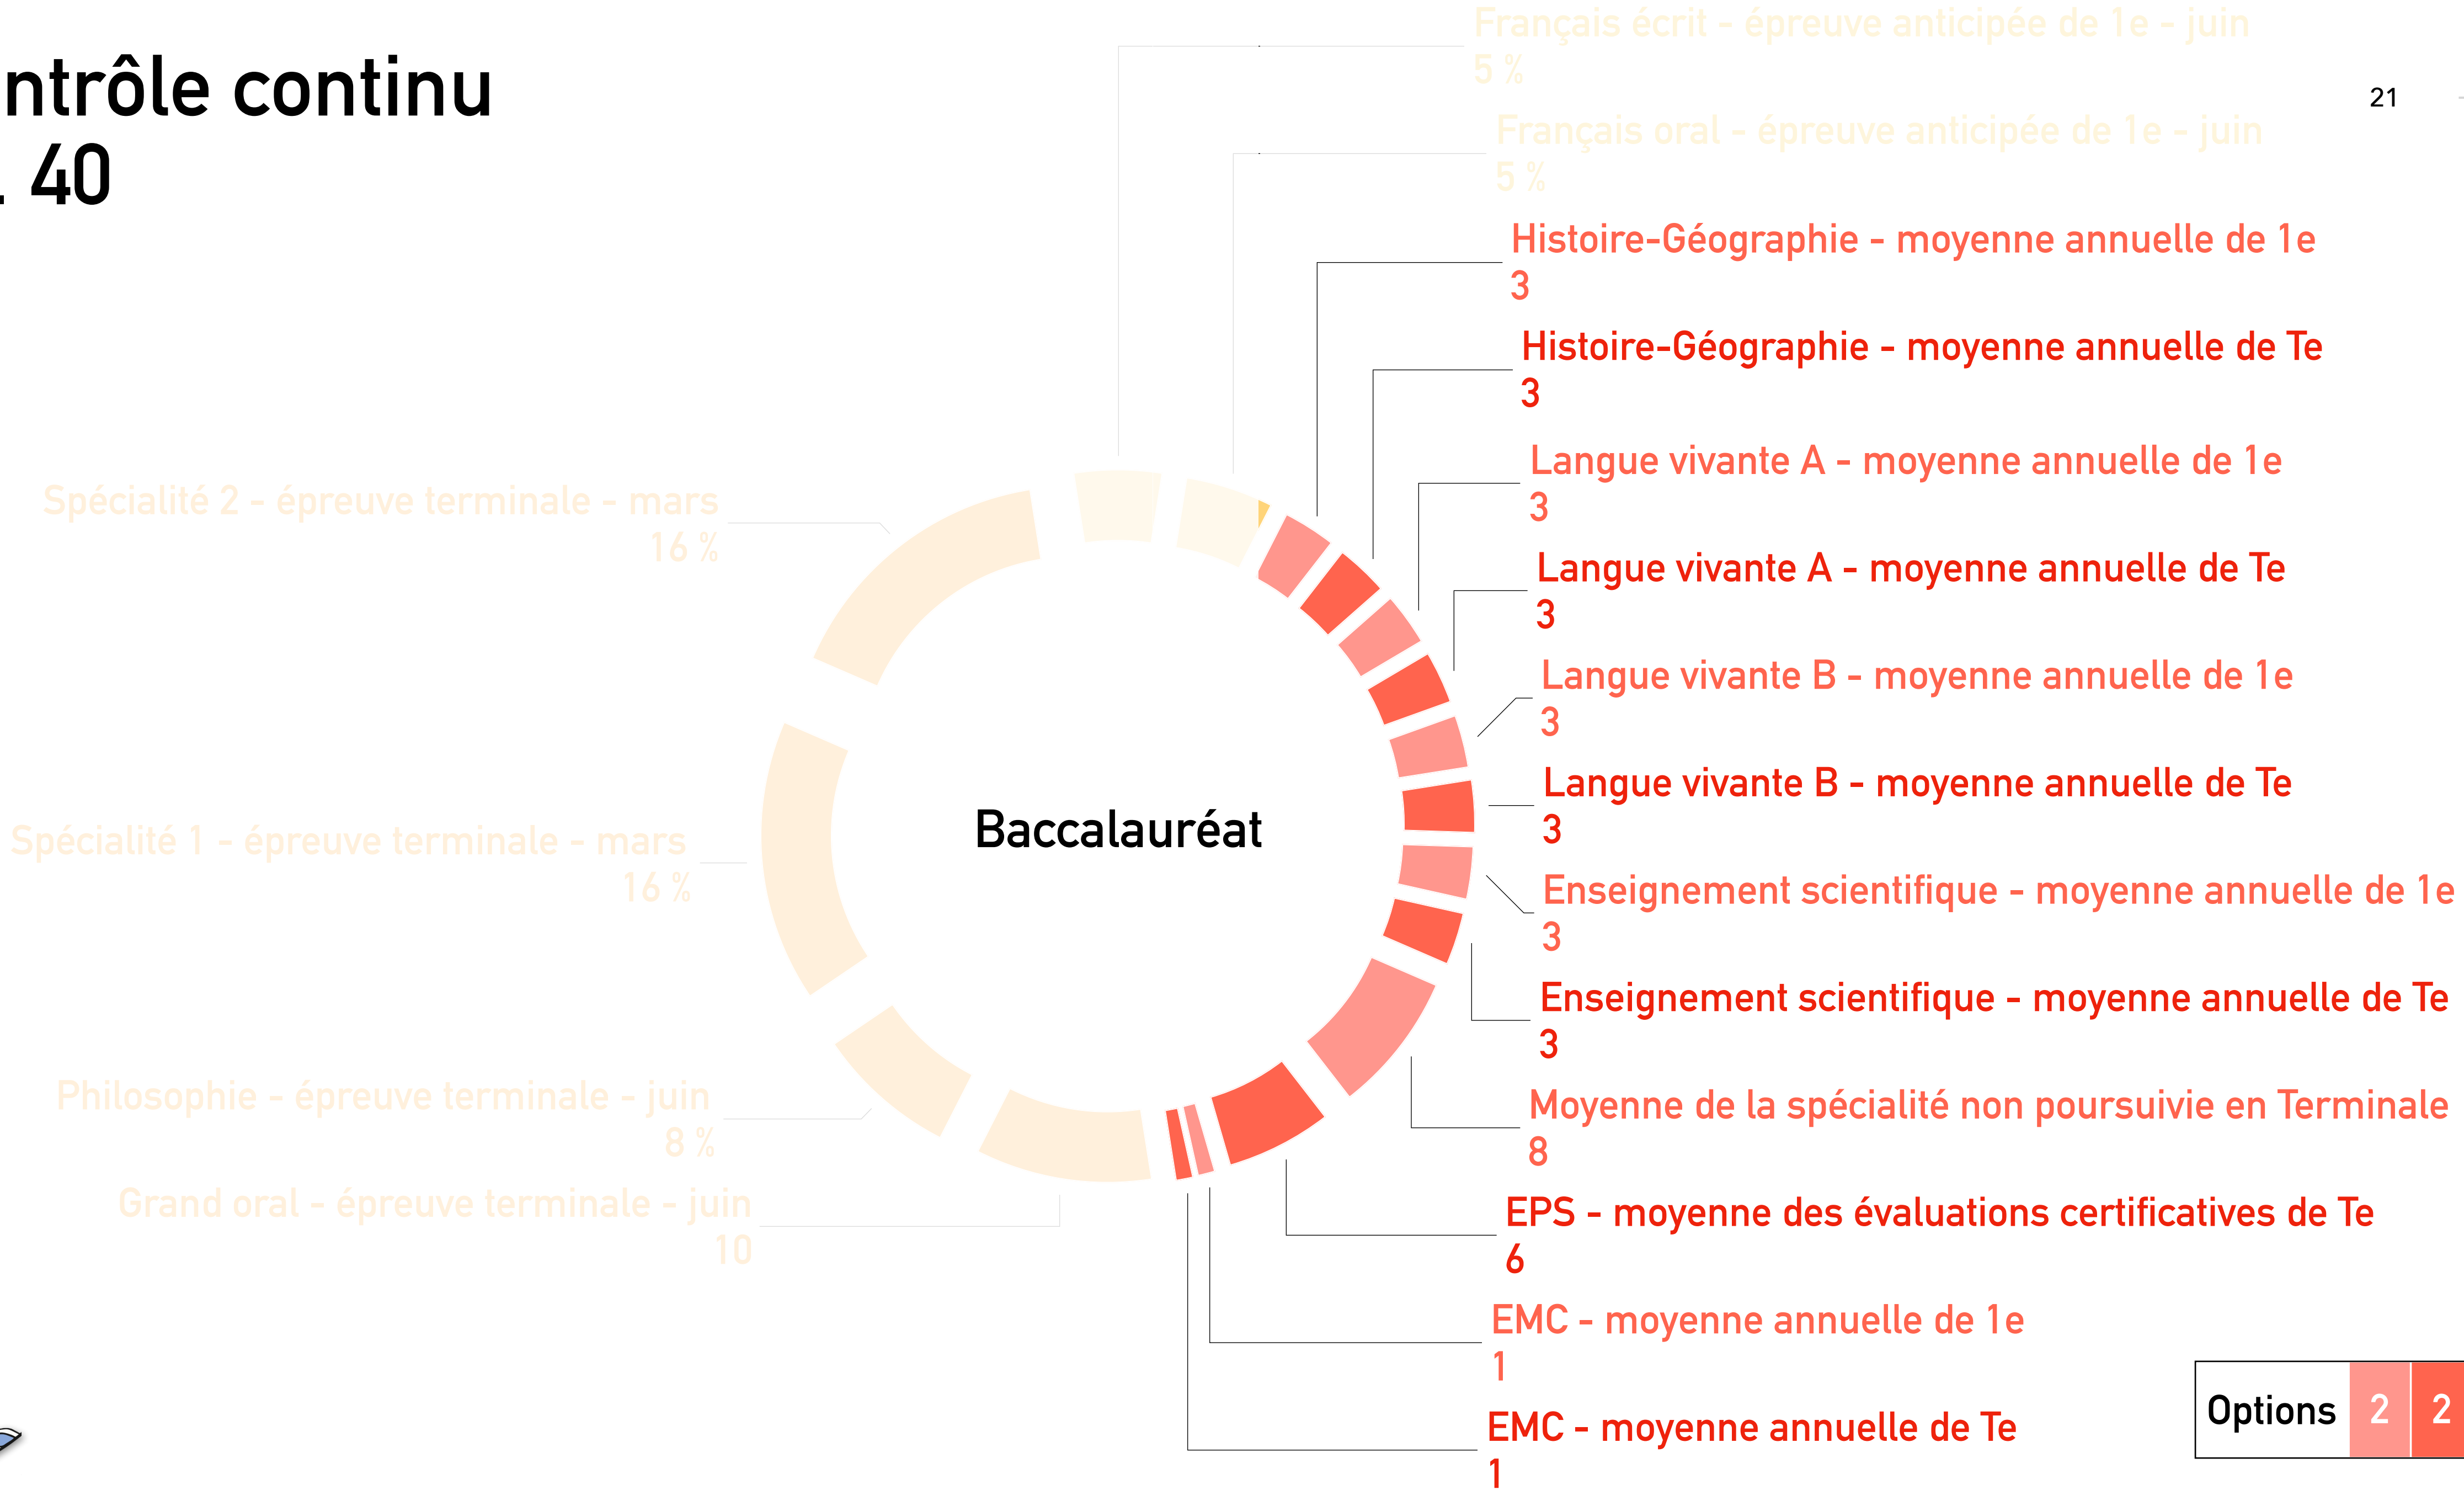 ntrôle continu
. 40
21
Français écrit - épreuve anticipée de 1e - juin
5 %
Français oral - épreuve anticipée de 1e - juin
5 %
Histoire-Géographie - moyenne annuelle de 1e
3
Histoire-Géographie - moyenne annuelle de Te
3
Langue vivante A - moyenne annuelle de 1e
3
Langue vivante A - moyenne annuelle de Te
3
Langue vivante B - moyenne annuelle de 1e
3
Langue vivante B - moyenne annuelle de Te
3
Enseignement scientifique - moyenne annuelle de 1e
3
Enseignement scientifique - moyenne annuelle de Te
3
Moyenne de la spécialité non poursuivie en Terminale
8
EPS - moyenne des évaluations certificatives de Te
6
EMC - moyenne annuelle de 1e
1
EMC - moyenne annuelle de Te
1
Spécialité 2 - épreuve terminale - mars
16 %
Spécialité 1 - épreuve terminale - mars
16 %
Philosophie - épreuve terminale - juin
8 %
Grand oral - épreuve terminale - juin
10
Baccalauréat
Options 2 2